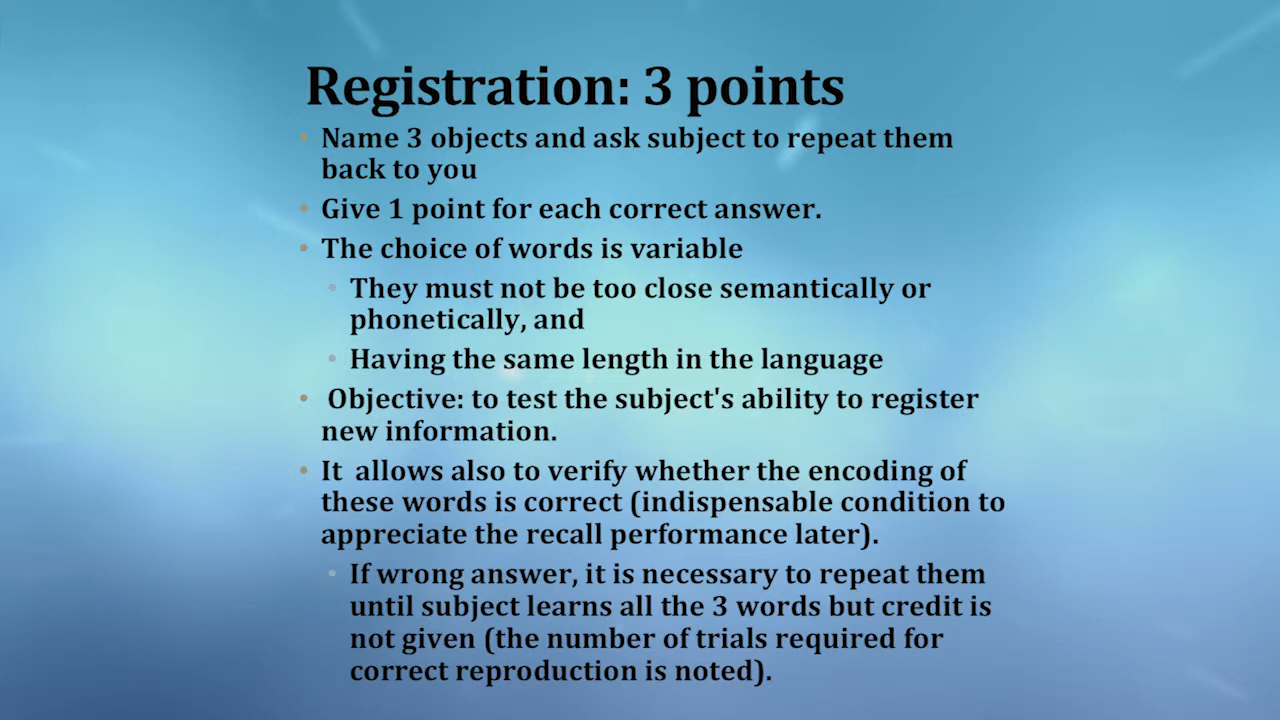 Registration: 3 points
• Name 3 objects and ask subject to repeat them
back to you
• Give 1 point for each correct answer.
• The choice of words is variable
• They must not be too close semantically or
phonetically, and
• Having the same length in the language
• Objective: to test the subject's ability to register
new information.
• It allows also to verify whether the encoding of
these words is correct (indispensable condition to
appreciate the recall performance later).
• If wrong answer, it is necessary to repeat them
until subject learns all the 3 words but credit is
not given (the number of trials required for
correct reproduction is noted).